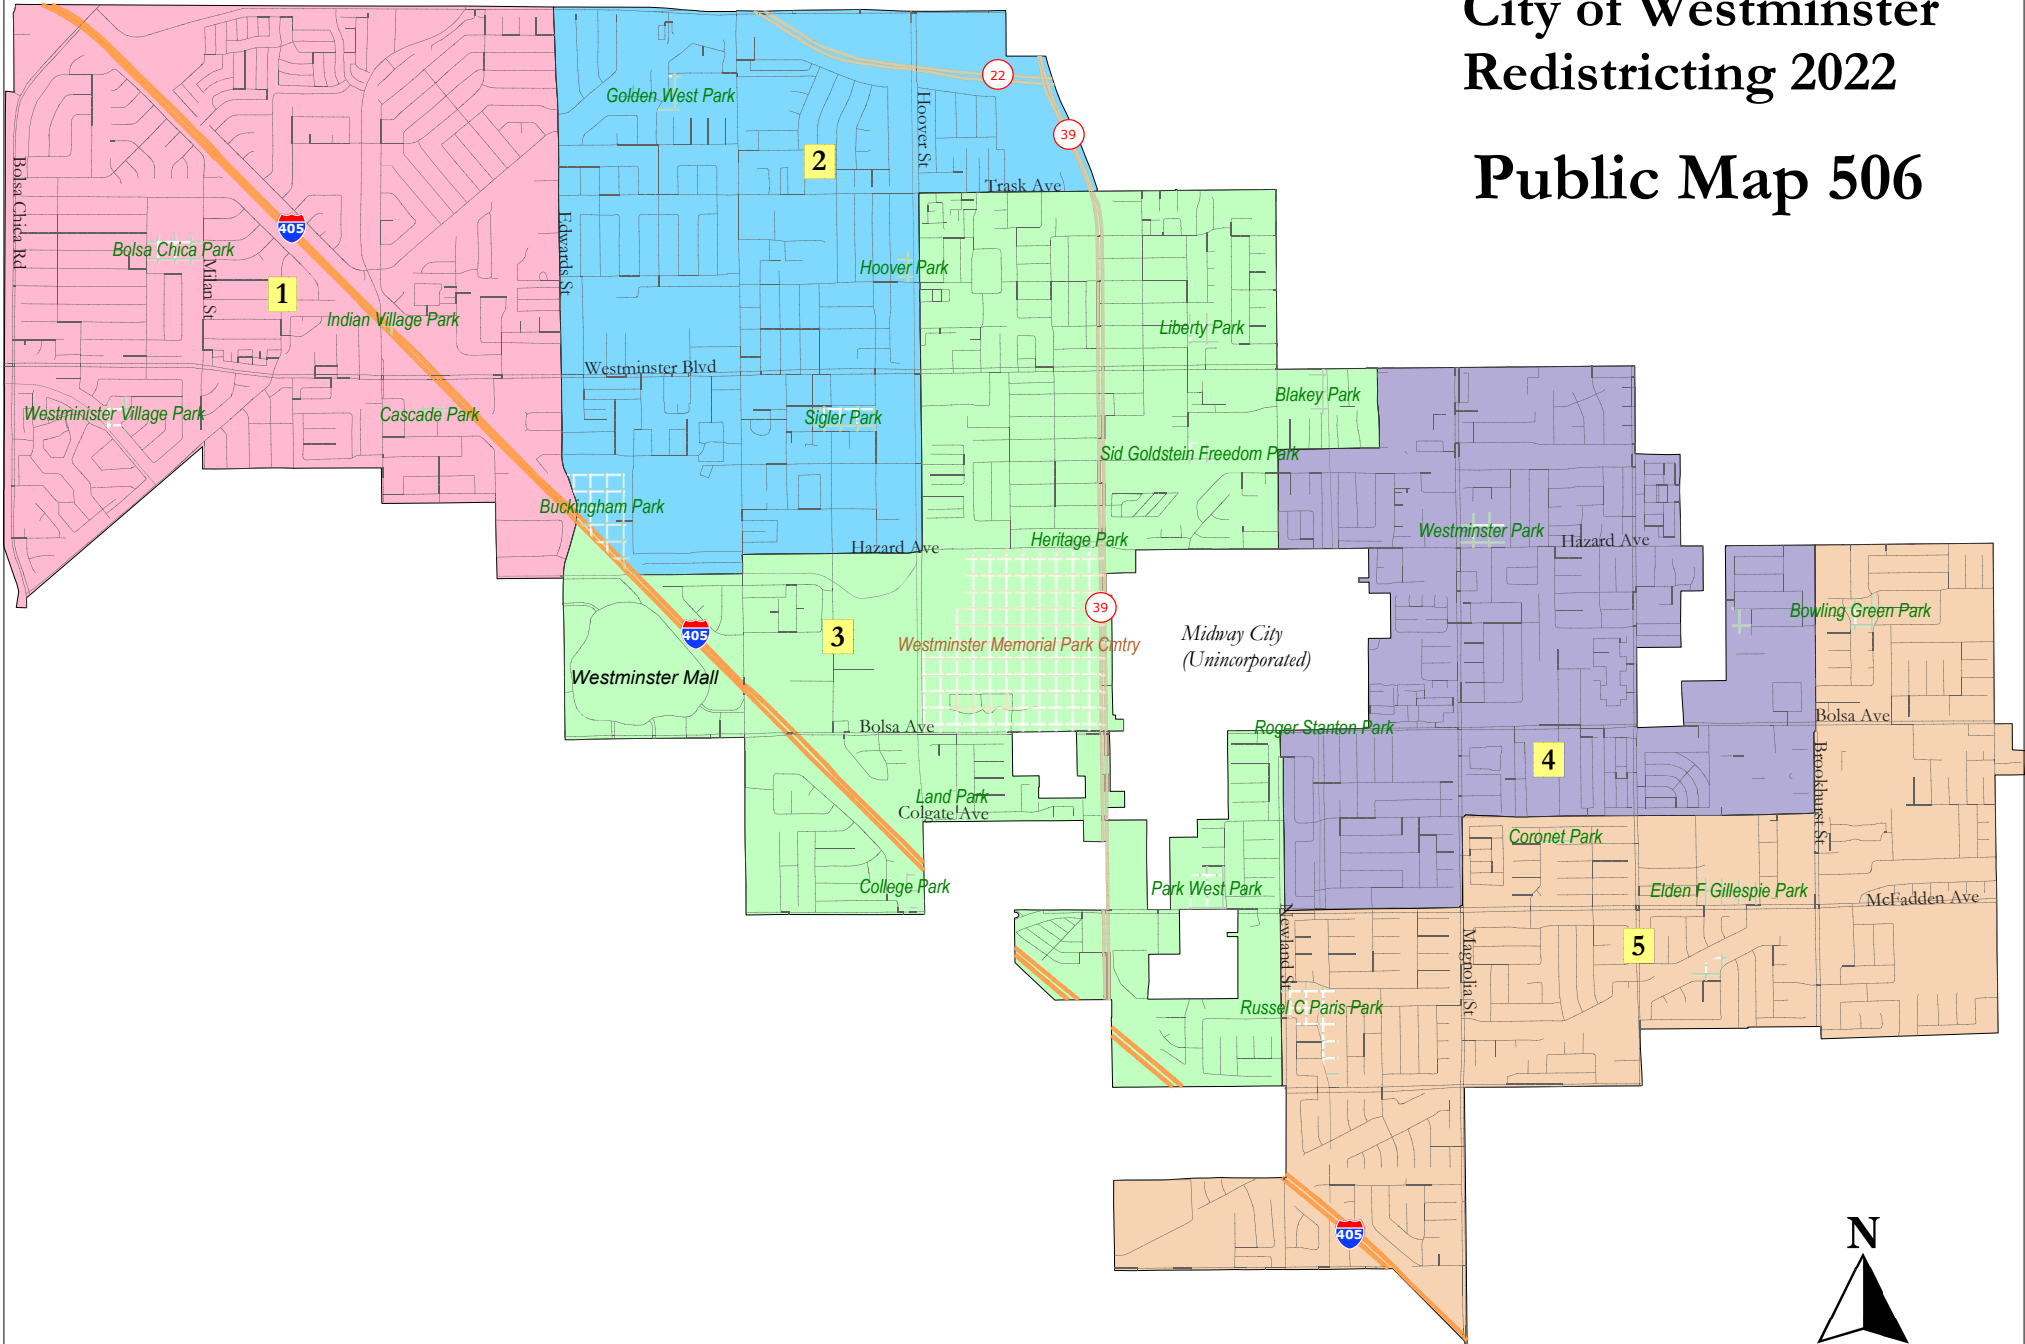 City of Westminster
Redistricting 2022
Public Map 506
22
Golden West Park
Hoover St
39
2
Trask Ave
Bolsa Chica Rd
Edwards St
405
Bolsa Chica Park
Milan St
Hoover Park
1
Indian Village Park
Liberty Park
Westminster Blvd
Blakey Park
Westminister Village Park
Cascade Park
Sigler Park
Sid Goldstein Freedom Park
Buckingham Park
Westminster Park
Heritage Park
Hazard Ave
Hazard Ave
39
Bowling Green Park
405
3
Midway City
(Unincorporated)
Westminster Memorial Park Cmtry
Westminster Mall
Bolsa Ave
Bolsa Ave
Roger Stanton Park
4
Brookhurst St
Land Park
Colgate Ave
Coronet Park
College Park
Park West Park
Elden F Gillespie Park
McFadden Ave
Newland St
Magnolia St
5
Russel C Paris Park
405
N